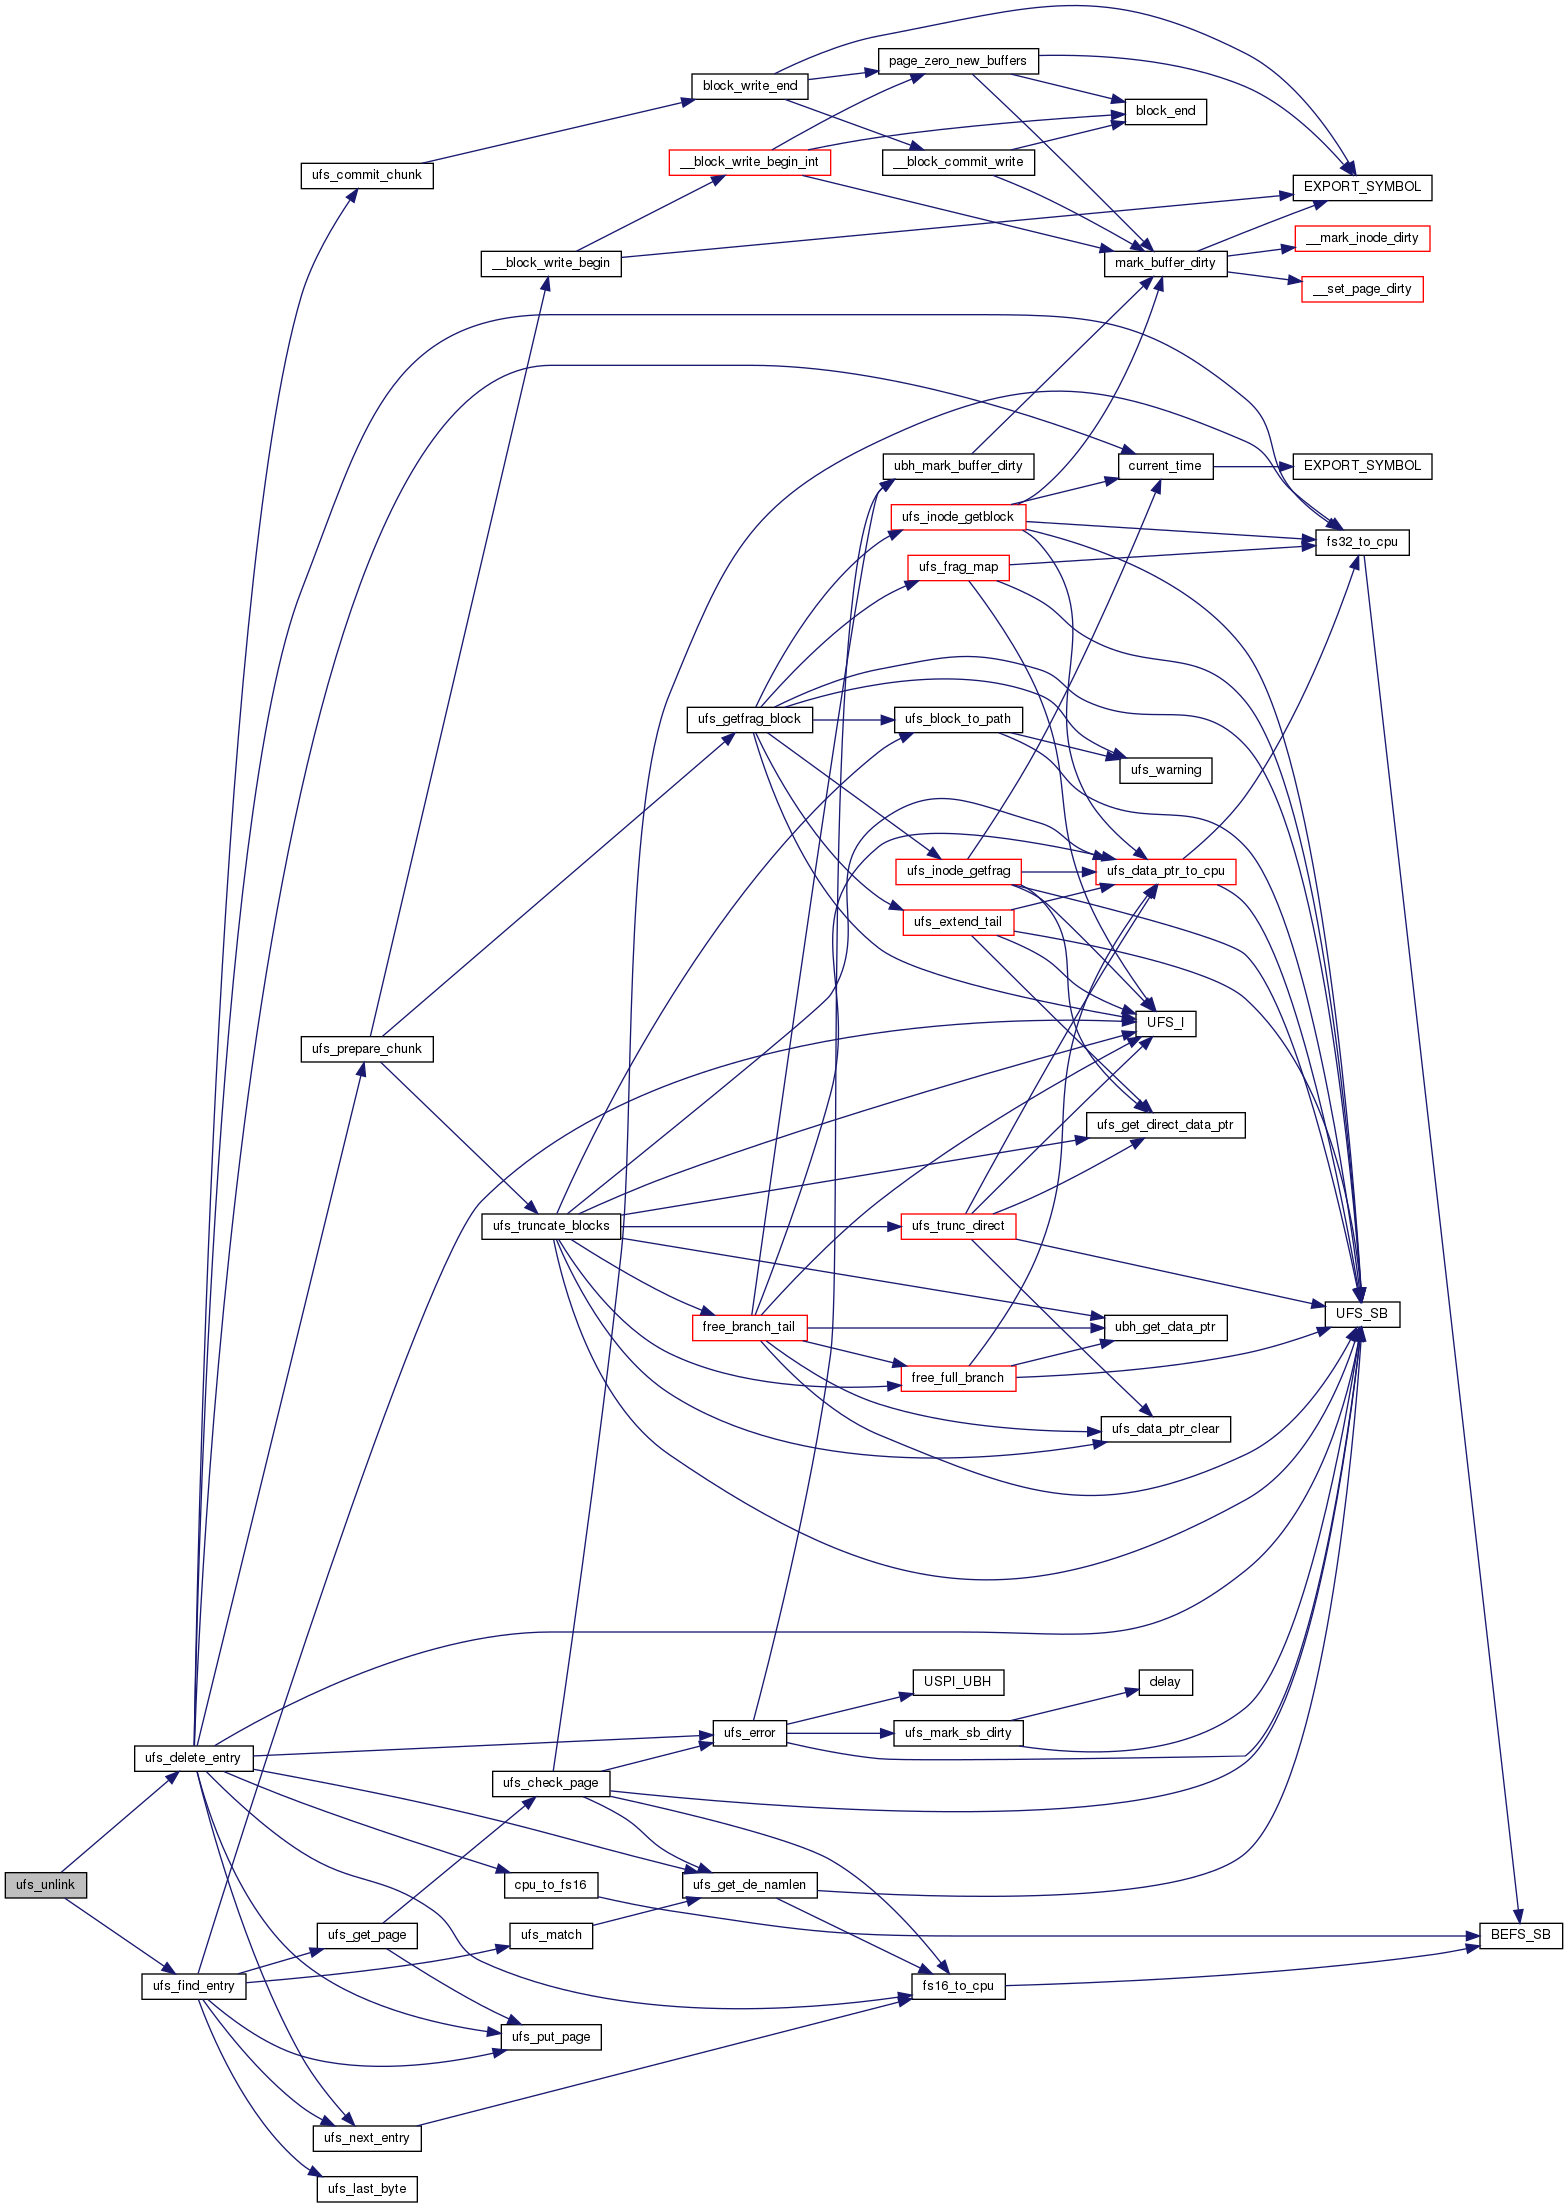 page_zero_new_buffers
block_write_end
block_end
__block_write_begin_int
__block_commit_write
ufs_commit_chunk
EXPORT_SYMBOL
__mark_inode_dirty
__block_write_begin
mark_buffer_dirty
__set_page_dirty
ubh_mark_buffer_dirty
current_time
EXPORT_SYMBOL
ufs_inode_getblock
fs32_to_cpu
ufs_frag_map
ufs_getfrag_block
ufs_block_to_path
ufs_warning
ufs_inode_getfrag
ufs_data_ptr_to_cpu
ufs_extend_tail
UFS_I
ufs_prepare_chunk
ufs_get_direct_data_ptr
ufs_truncate_blocks
ufs_trunc_direct
UFS_SB
free_branch_tail
ubh_get_data_ptr
free_full_branch
ufs_data_ptr_clear
USPI_UBH
delay
ufs_error
ufs_mark_sb_dirty
ufs_delete_entry
ufs_check_page
ufs_unlink
cpu_to_fs16
ufs_get_de_namlen
ufs_get_page
ufs_match
BEFS_SB
ufs_find_entry
fs16_to_cpu
ufs_put_page
ufs_next_entry
ufs_last_byte